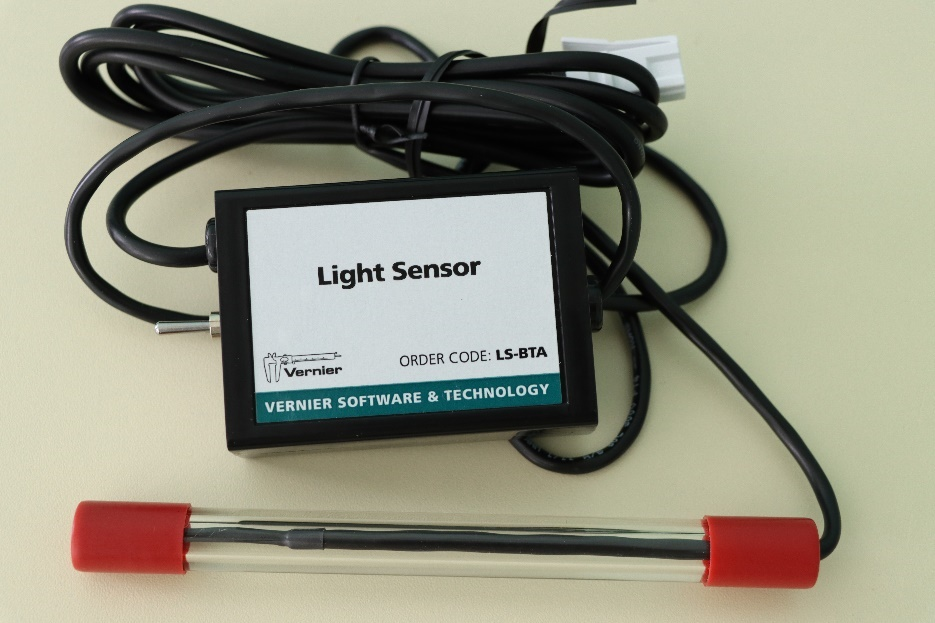 Light Sensor
Vernier
ORDER CODE: LS-BTA
VERNIER SOFTWARE & TECHNOLOGY